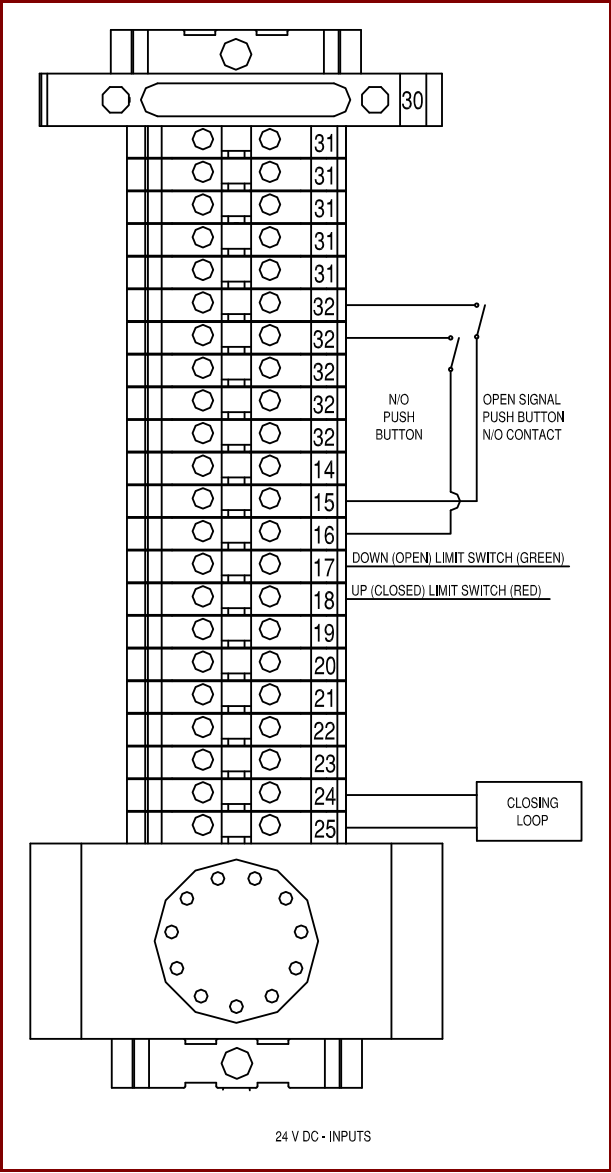 30
31
31
31
31
31
32
32
32
32
32
N/O
PUSH
BUTTON
OPEN SIGNAL
PUSH BUTTON
N/O CONTACT
14
15
16
17
DOWN (OPEN) LIMIT SWITCH (GREEN)
18
UP (CLOSED) LIMIT SWITCH (RED)
19
20
21
22
23
24
25
CLOSING
LOOP
24 V DC - INPUTS